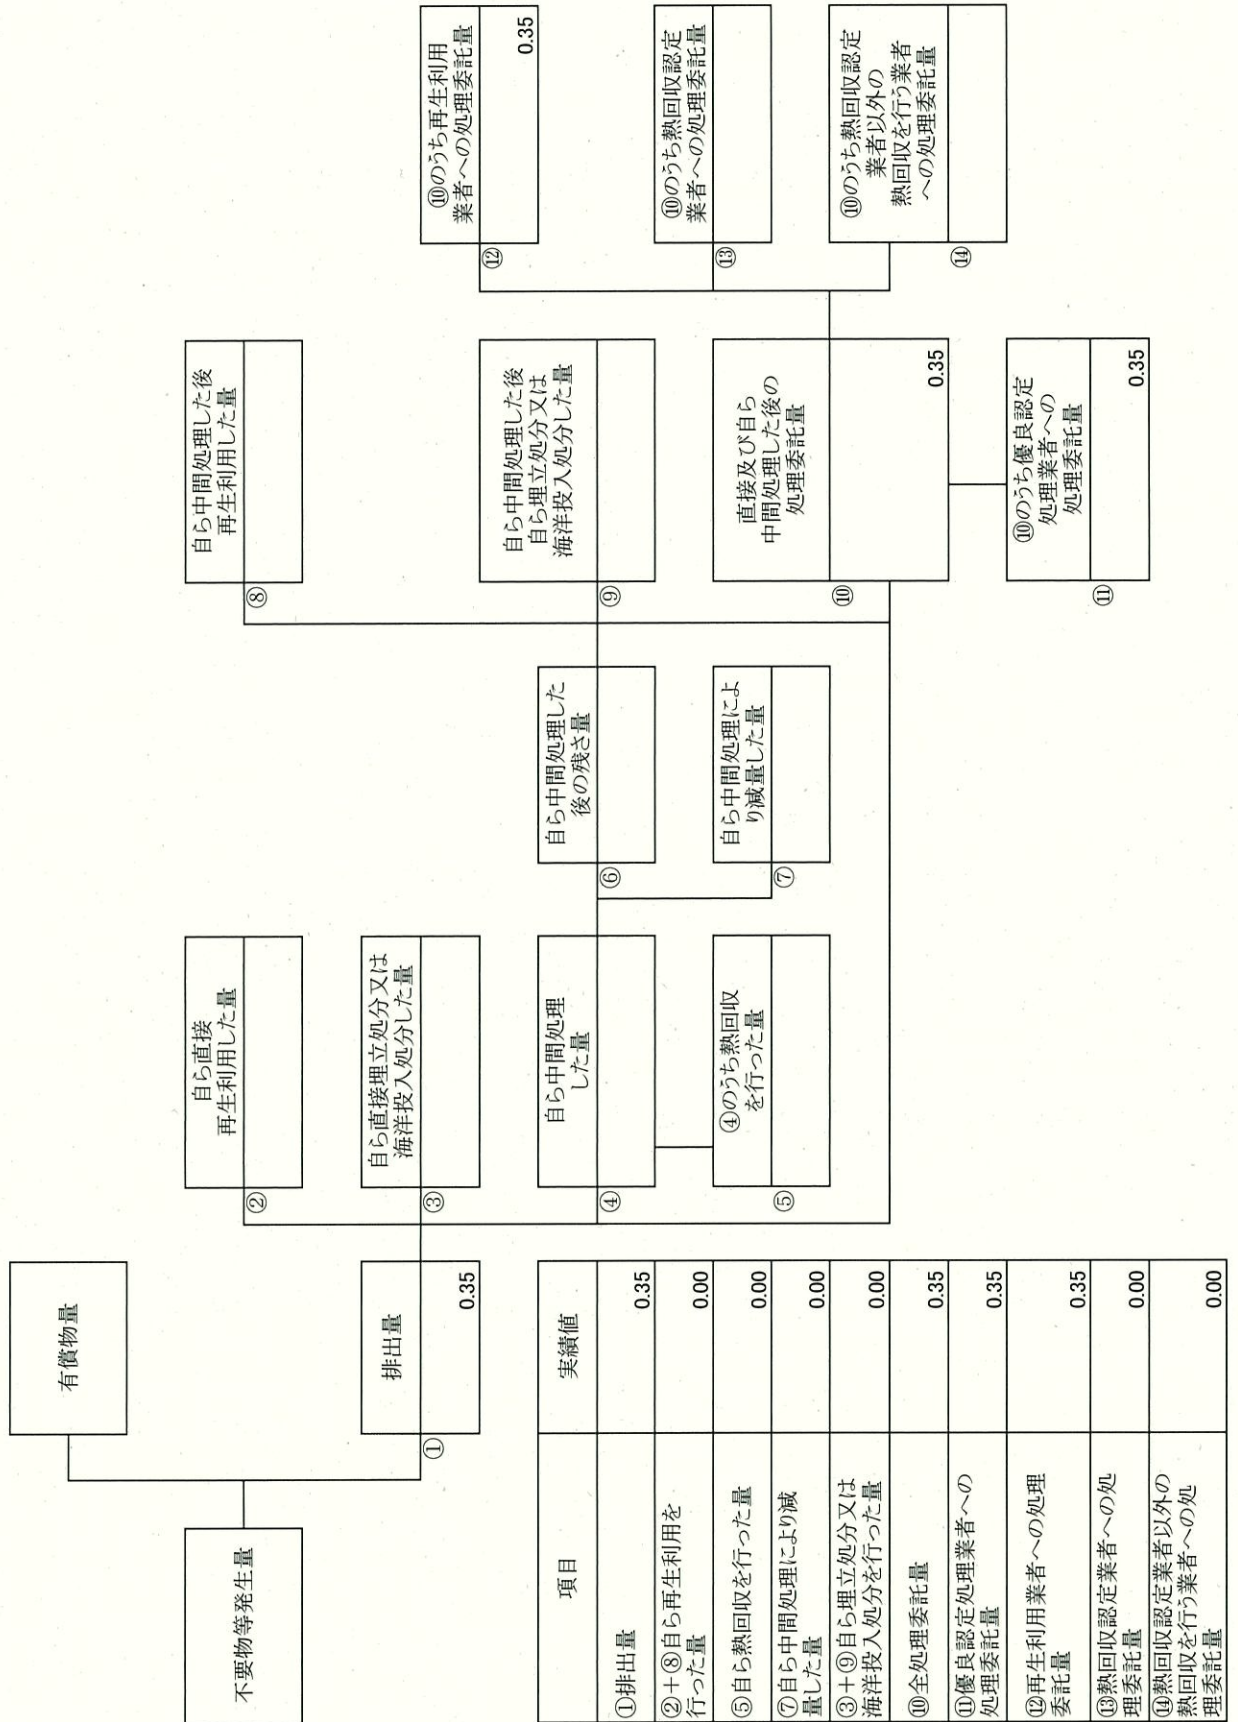 不要物等発生量
有償物量
排出量
①
0.35
自ら直接
再生利用した量
②
自ら直接埋立処分又は
海洋投入処分した量
③
自ら中間処理
した量
④
④のうち熱回収
を行った量
⑤
自ら中間処理した
後の残さ量
⑥
自ら中間処理によ
り減量した量
⑦
自ら中間処理した後
再生利用した量
⑧
自ら中間処理した後
自ら埋立処分又は
海洋投入処分した量
⑨
直接及び自ら
中間処理した後の
処理委託量
⑩
0.35
⑩のうち優良認定
処理業者への
処理委託量
⑪
0.35
⑩のうち再生利用
業者への処理委託量
⑫
0.35
⑩のうち熱回収認定
業者への処理委託量
⑬
⑩のうち熱回収認定
業者以外の
熱回収を行う業者
への処理委託量
⑭
項目 実績値
①排出量 0.35
②+⑧自ら再生利用を
行った量 0.00
⑤自ら熱回収を行った量 0.00
⑦自ら中間処理により減
量した量 0.00
③+⑨自ら埋立処分又は
海洋投入処分を行った量 0.00
⑩全処理委託量 0.35
⑪優良認定処理業者への
処理委託量 0.35
⑫再生利用業者への処理
委託量 0.35
⑬熱回収認定業者への処
理委託量 0.00
⑭熱回収認定業者以外の
熱回収を行う業者への処
理委託量 0.00